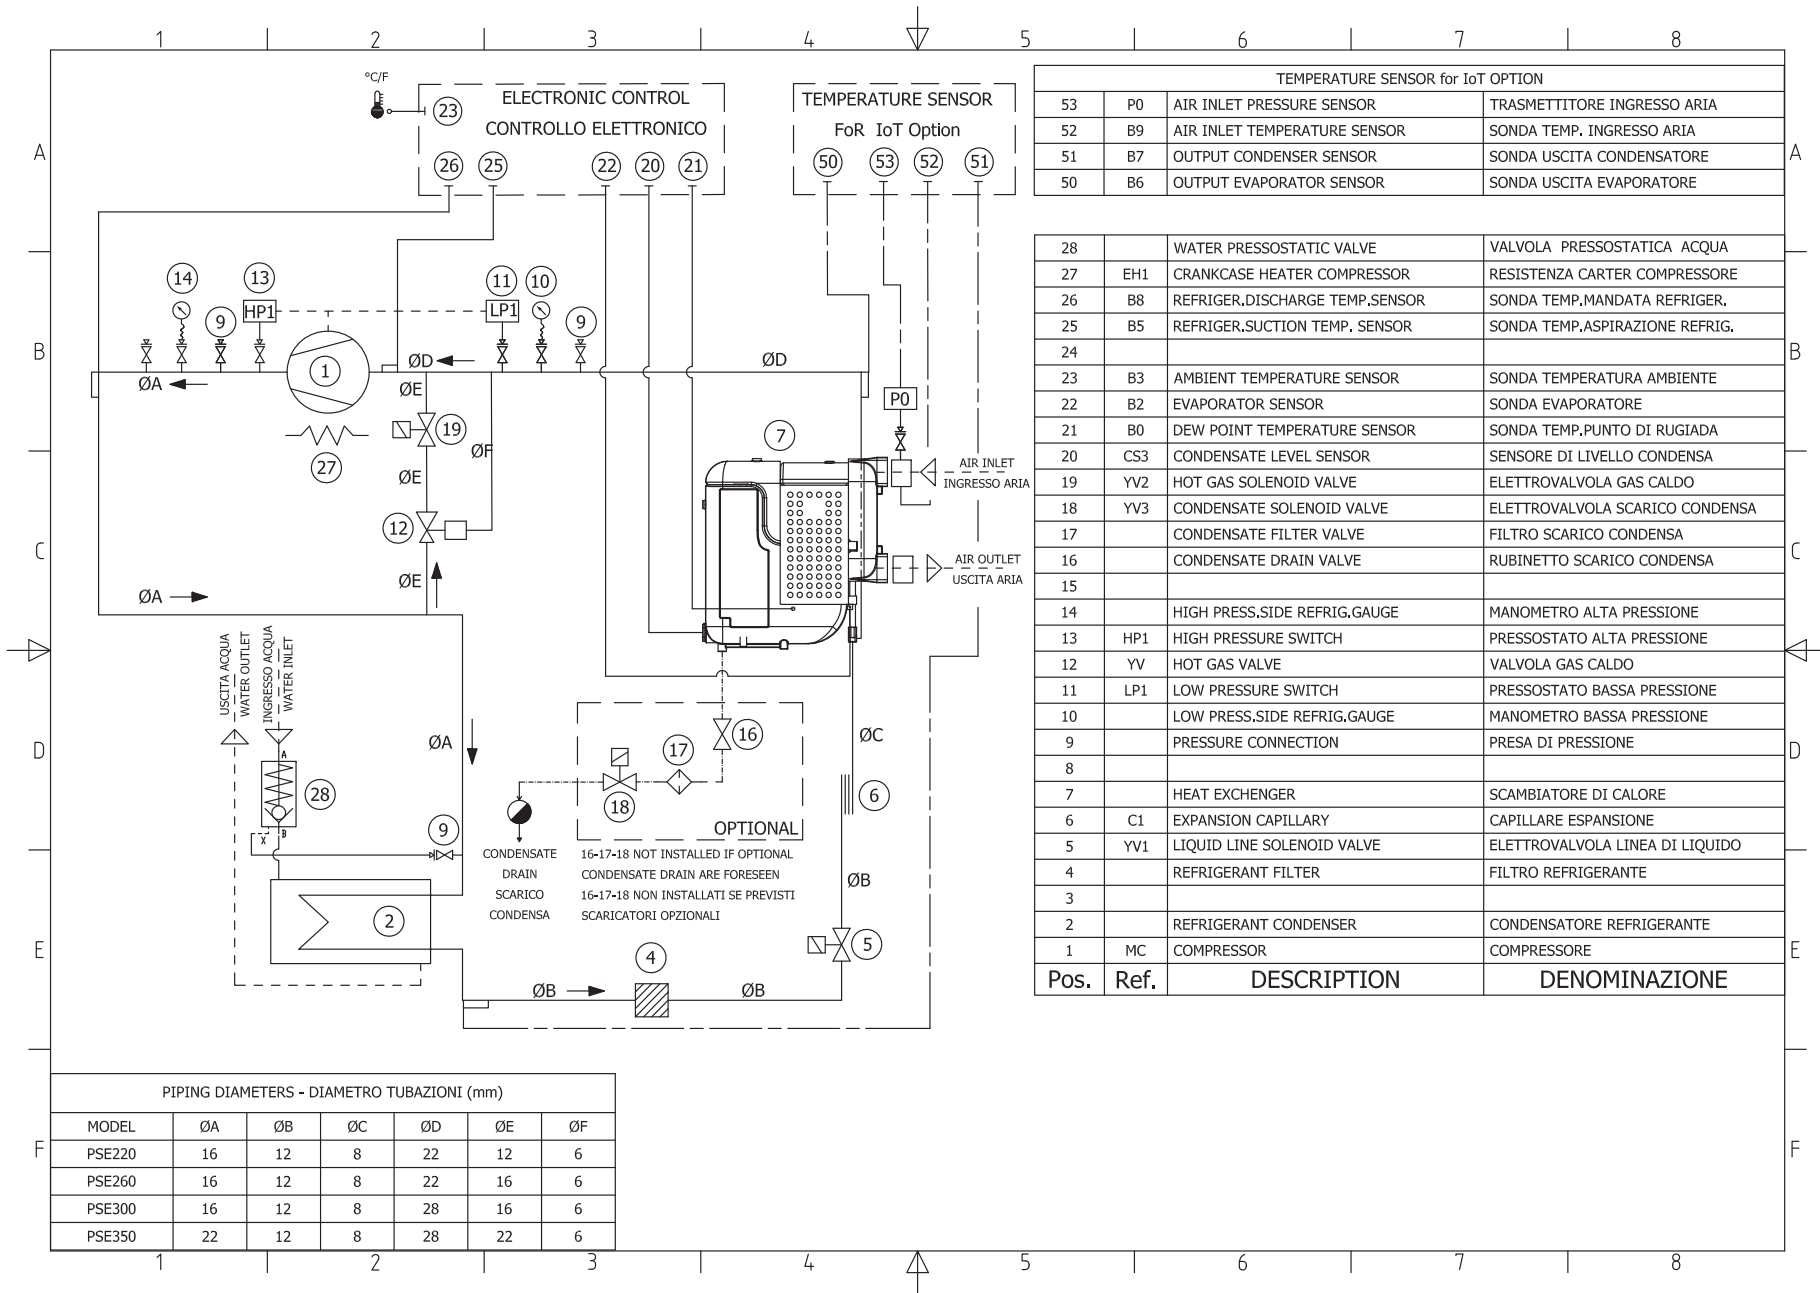 1 2 3 4 5 6 7 8
A
B
C
D
E
F
A
B
C
D
E
F
1 2 3 4 5 6 7 8
°C/F
23
ELECTRONIC CONTROL
CONTROLLO ELETTRONICO
26 25 22 20 21
TEMPERATURE SENSOR
FoR IoT Option
50 53 52 51
14 13 11 10
9 HP1 LP1 9
1
ØA
ØD
ØD
ØE
19
ØF
27
ØE
12
ØE
ØA
P0
7
AIR INLET
INGRESSO ARIA
AIR OUTLET
USCITA ARIA
USCITA ACQUA
WATER OUTLET
INGRESSO ACQUA
WATER INLET
A
28
X B
ØA
9
2
16
17
18
OPTIONAL
ØC
6
CONDENSATE
DRAIN
SCARICO
CONDENSA
16-17-18 NOT INSTALLED IF OPTIONAL
CONDENSATE DRAIN ARE FORESEEN
16-17-18 NON INSTALLATI SE PREVISTI
SCARICATORI OPZIONALI
ØB
5
4
ØB
ØB
TEMPERATURE SENSOR for IoT OPTION
53 P0 AIR INLET PRESSURE SENSOR TRASMETTITORE INGRESSO ARIA
52 B9 AIR INLET TEMPERATURE SENSOR SONDA TEMP. INGRESSO ARIA
51 B7 OUTPUT CONDENSER SENSOR SONDA USCITA CONDENSATORE
50 B6 OUTPUT EVAPORATOR SENSOR SONDA USCITA EVAPORATORE
28 WATER PRESSOSTATIC VALVE VALVOLA PRESSOSTATICA ACQUA
27 EH1 CRANKCASE HEATER COMPRESSOR RESISTENZA CARTER COMPRESSORE
26 B8 REFRIGER.DISCHARGE TEMP.SENSOR SONDA TEMP.MANDATA REFRIGER.
25 B5 REFRIGER.SUCTION TEMP. SENSOR SONDA TEMP.ASPIRAZIONE REFRIG.
24
23 B3 AMBIENT TEMPERATURE SENSOR SONDA TEMPERATURA AMBIENTE
22 B2 EVAPORATOR SENSOR SONDA EVAPORATORE
21 B0 DEW POINT TEMPERATURE SENSOR SONDA TEMP.PUNTO DI RUGIADA
20 CS3 CONDENSATE LEVEL SENSOR SENSORE DI LIVELLO CONDENSA
19 YV2 HOT GAS SOLENOID VALVE ELETTROVALVOLA GAS CALDO
18 YV3 CONDENSATE SOLENOID VALVE ELETTROVALVOLA SCARICO CONDENSA
17 CONDENSATE FILTER VALVE FILTRO SCARICO CONDENSA
16 CONDENSATE DRAIN VALVE RUBINETTO SCARICO CONDENSA
15
14 HIGH PRESS.SIDE REFRIG.GAUGE MANOMETRO ALTA PRESSIONE
13 HP1 HIGH PRESSURE SWITCH PRESSOSTATO ALTA PRESSIONE
12 YV HOT GAS VALVE VALVOLA GAS CALDO
11 LP1 LOW PRESSURE SWITCH PRESSOSTATO BASSA PRESSIONE
10 LOW PRESS.SIDE REFRIG.GAUGE MANOMETRO BASSA PRESSIONE
9 PRESSURE CONNECTION PRESA DI PRESSIONE
8
7 HEAT EXCHENGER SCAMBIATORE DI CALORE
6 C1 EXPANSION CAPILLARY CAPILLARE ESPANSIONE
5 YV1 LIQUID LINE SOLENOID VALVE ELETTROVALVOLA LINEA DI LIQUIDO
4 REFRIGERANT FILTER FILTRO REFRIGERANTE
3
2 REFRIGERANT CONDENSER CONDENSATORE REFRIGERANTE
1 MC COMPRESSOR COMPRESSORE
Pos. Ref. DESCRIPTION DENOMINAZIONE
PIPING DIAMETERS - DIAMETRO TUBAZIONI (mm)
MODEL ØA ØB ØC ØD ØE ØF
PSE220 16 12 8 22 12 6
PSE260 16 12 8 22 16 6
PSE300 16 12 8 28 16 6
PSE350 22 12 8 28 22 6